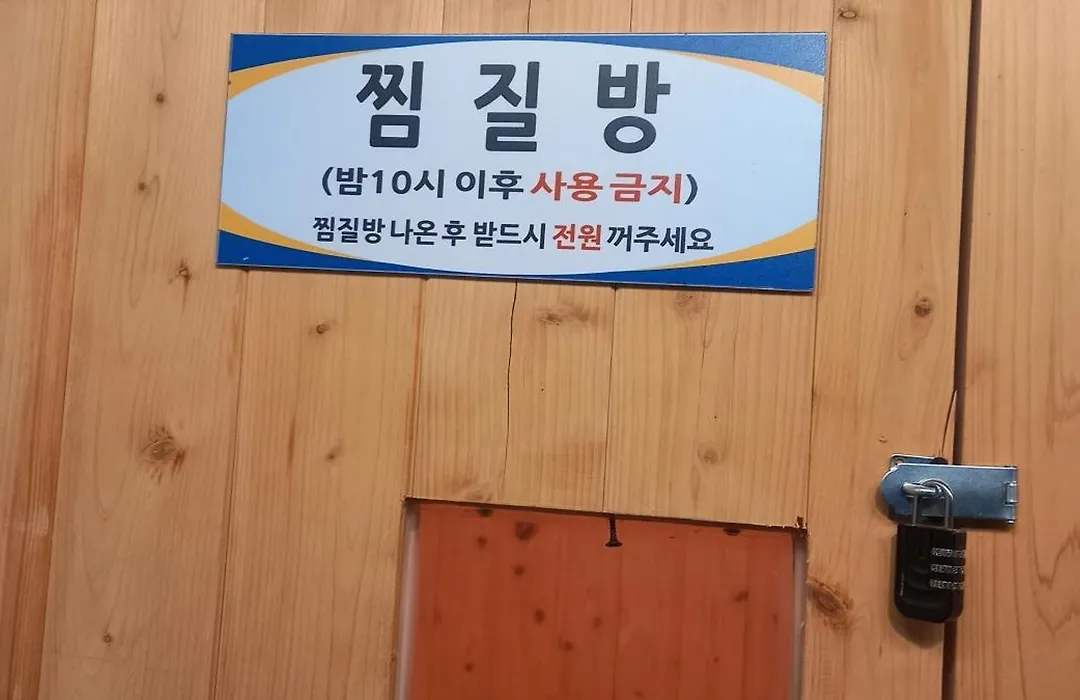 찜질방
(밤10시 이후 사용 금지)
찜질방 나온 후 받드시 전원 꺼주세요